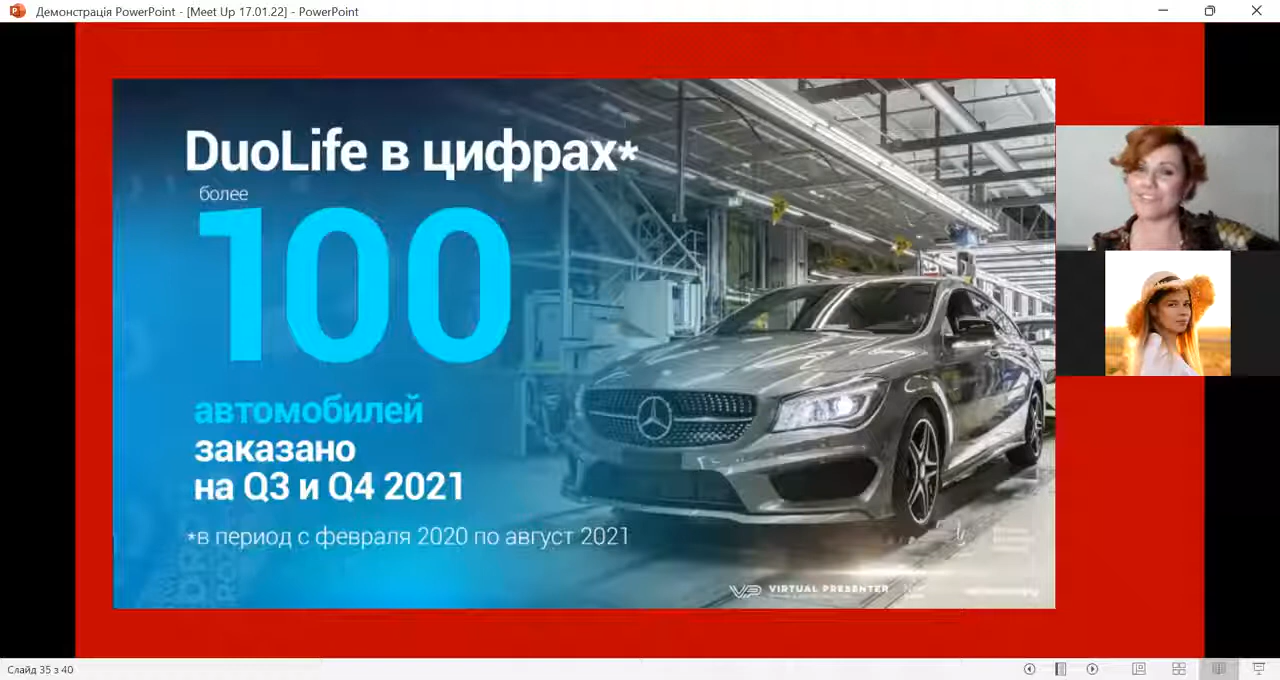 Демонстрація PowerPoint - [Meet Up 17.01.22] - PowerPoint
DuoLife в цифрах*
более
100
автомобилей
заказано
на Q3 и Q4 2021
*в период с февраля 2020 по август 2021
VP VIRTUAL PRESENTER
Слайд 35 з 40